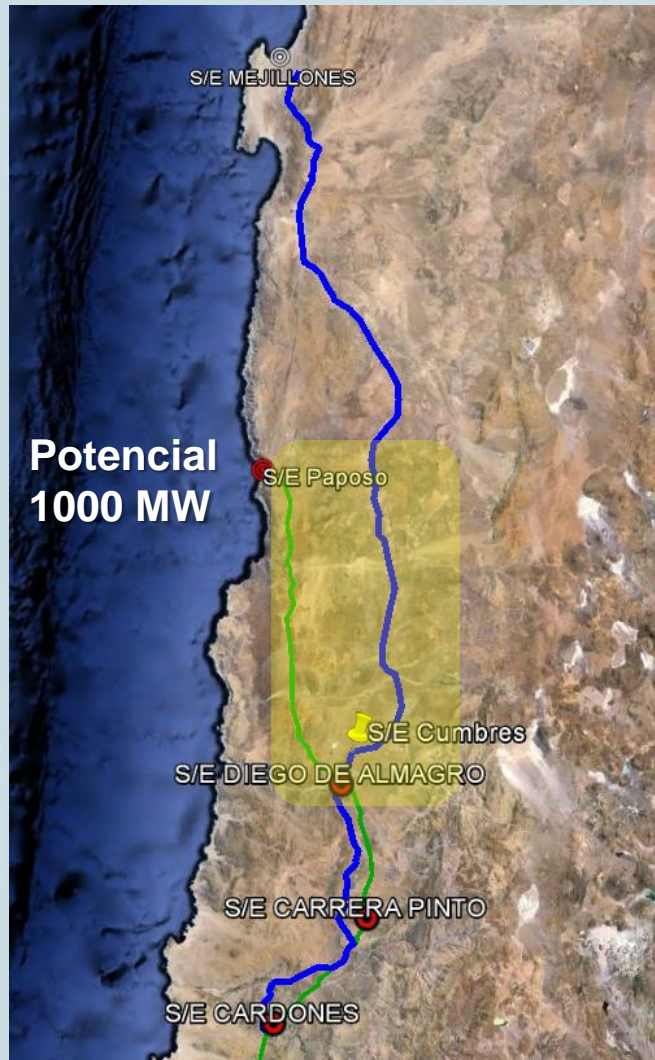 S/E MEJILLONES
Potencial
1000 MW
S/E Paposo
S/E Cumbres
S/E DIEGO DE ALMAGRO
S/E CARRERA PINTO
S/E CARDONES